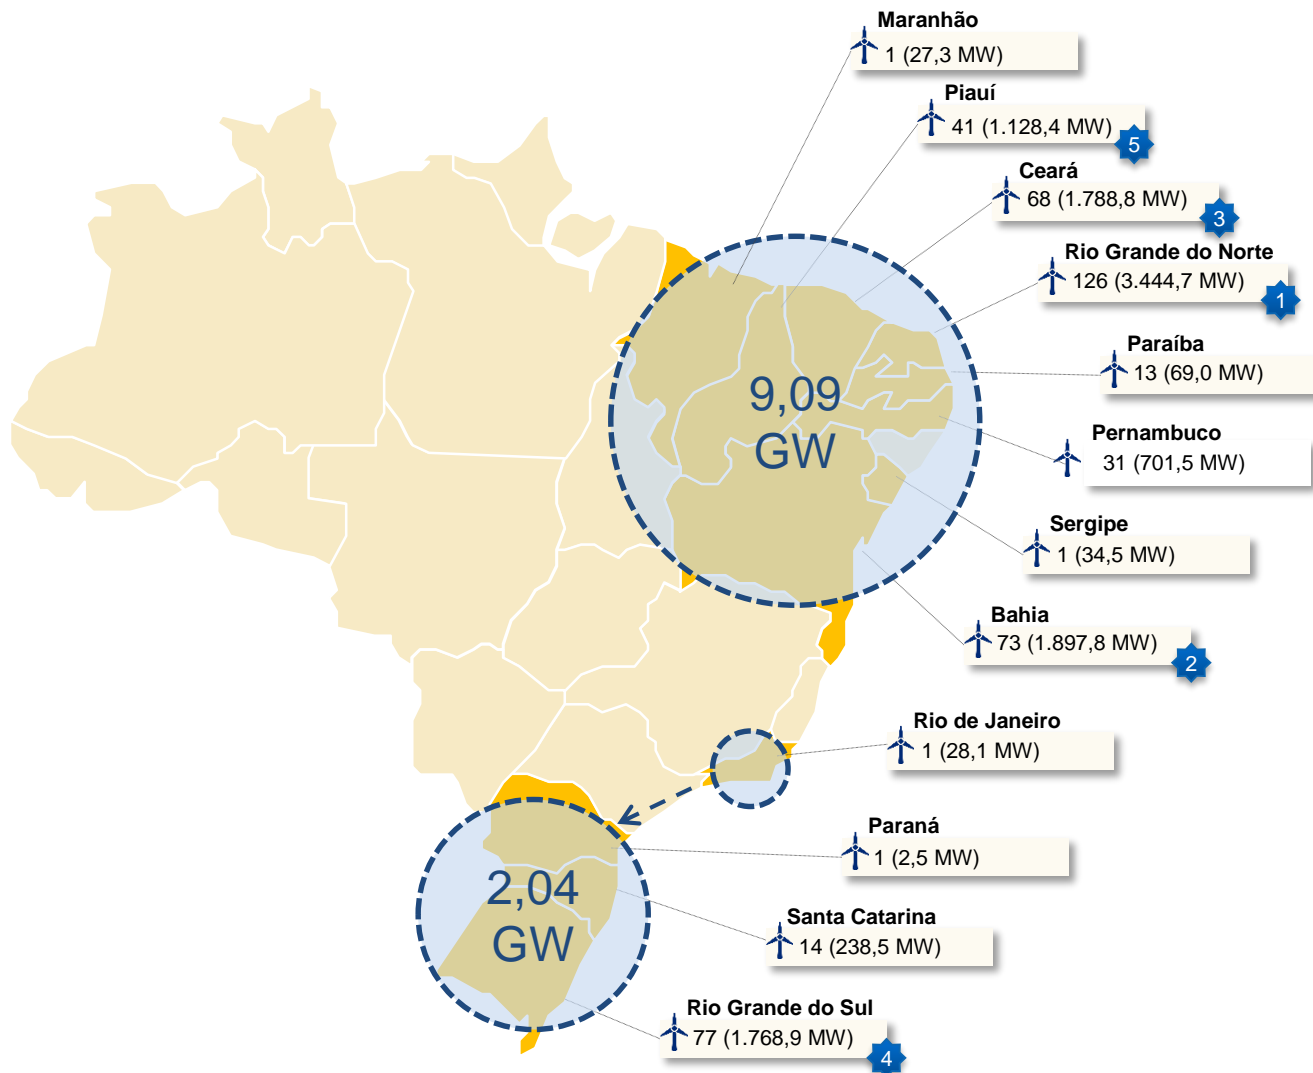 Maranhão
1 (27,3 MW)
Piauí
41 (1.128,4 MW)
5
Ceará
68 (1.788,8 MW)
3
Rio Grande do Norte
126 (3.444,7 MW)
1
Paraíba
13 (69,0 MW)
9,09
GW
Pernambuco
31 (701,5 MW)
Sergipe
1 (34,5 MW)
Bahia
73 (1.897,8 MW)
2
Rio de Janeiro
1 (28,1 MW)
Paraná
1 (2,5 MW)
2,04
GW
Santa Catarina
14 (238,5 MW)
Rio Grande do Sul
77 (1.768,9 MW)
4